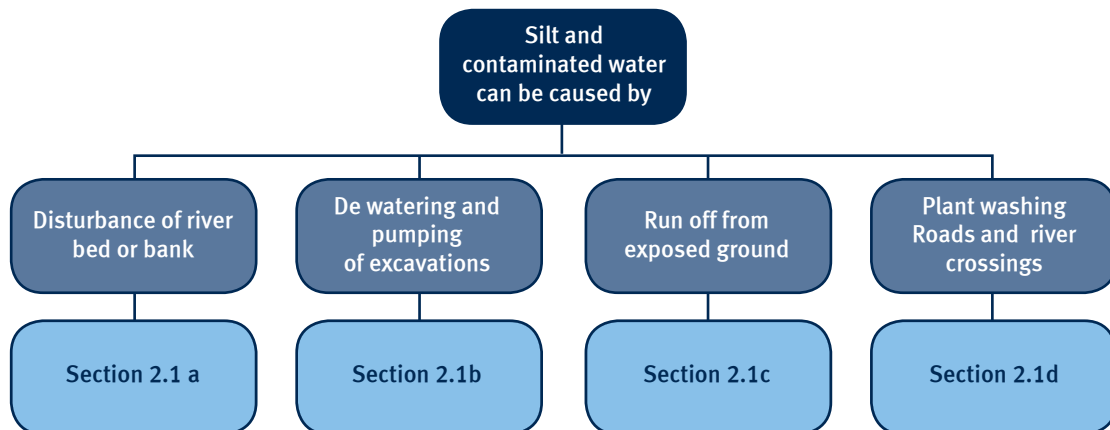 Silt and
contaminated water
can be caused by
Disturbance of river
bed or bank
De watering and
pumping
of excavations
Run off from
exposed ground
Plant washing
Roads and river
crossings
Section 2.1 a
Section 2.1b
Section 2.1c
Section 2.1d